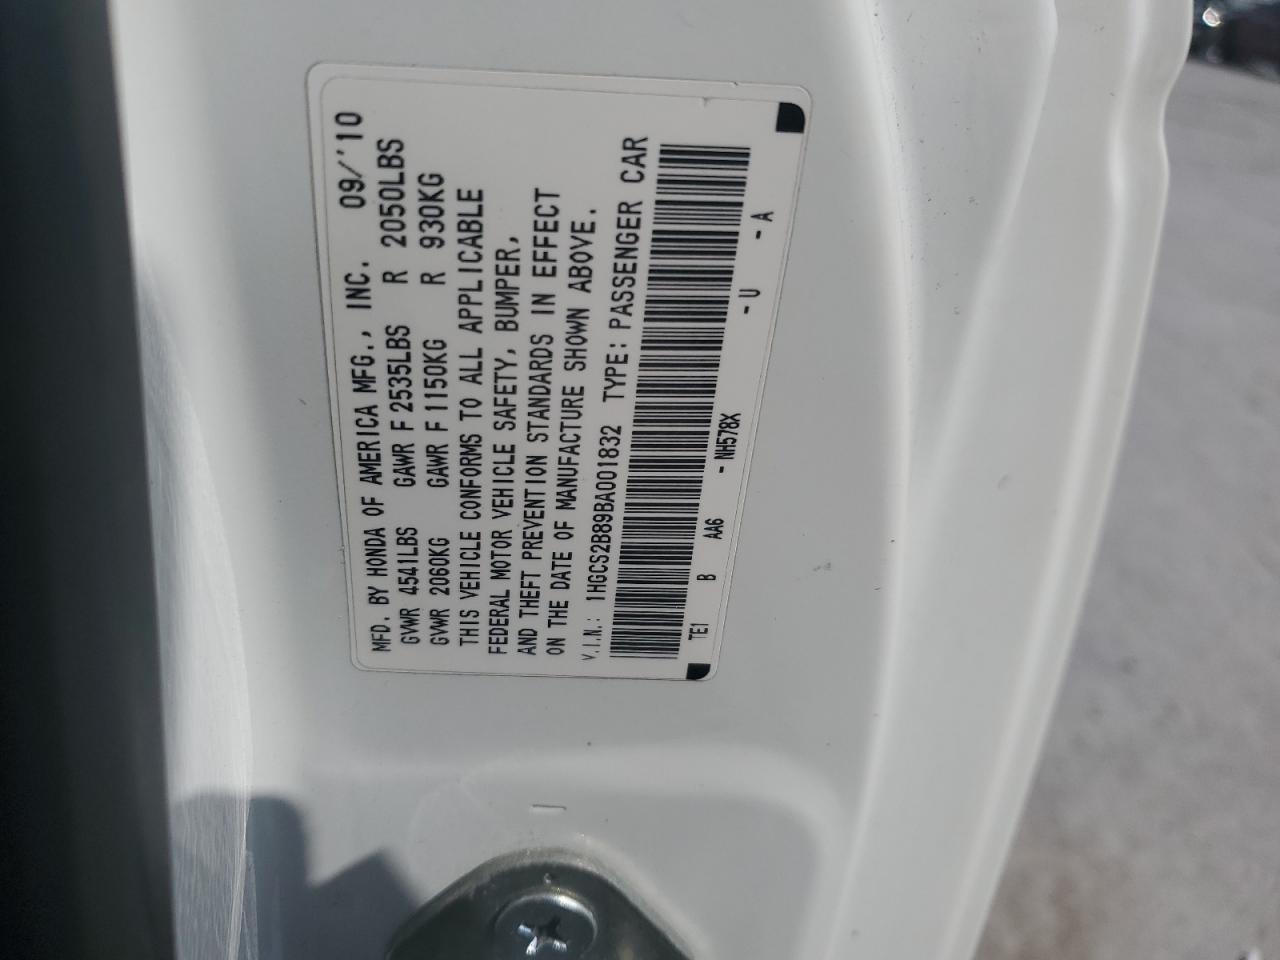 MFD. BY HONDA OF AMERICA MFG., INC. 09/'10
GVWR 4541LBS GAWR F 2535LBS R 2050LBS
GVWR 2060KG GAWR F 1150KG R 930KG
THIS VEHICLE CONFORMS TO ALL APPLICABLE
FEDERAL MOTOR VEHICLE SAFETY, BUMPER,
AND THEFT PREVENTION STANDARDS IN EFFECT
ON THE DATE OF MANUFACTURE SHOWN ABOVE.
V.I.N.: 1HGCS2B89BA001832 TYPE: PASSENGER CAR
TE1 B AA6 - NH578X - U - A